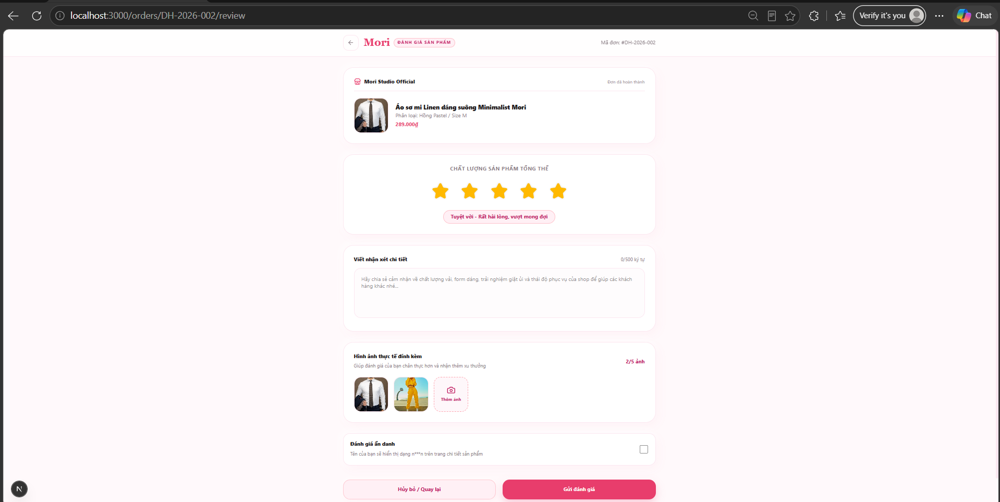 localhost:3000/orders/DH-2026-002/review
Verify it's you
Chat
Mori
ĐÁNH GIÁ SẢN PHẨM
Mã đơn: #DH-2026-002
Mori Studio Official
Đơn đã hoàn thành
Áo sơ mi Linen dáng suông Minimalist Mori
Phân loại: Hồng Pastel / Size M
289.000₫
CHẤT LƯỢNG SẢN PHẨM TỔNG THỂ
Tuyệt vời - Rất hài lòng, vượt mong đợi
Viết nhận xét chi tiết
0/500 ký tự
Hãy chia sẻ cảm nhận về chất lượng vải, form dáng, trải nghiệm giặt ủi và thái độ phục vụ của shop để giúp các khách
hàng khác nhé...
Hình ảnh thực tế đính kèm
Giúp đánh giá của bạn chân thực hơn và nhận thêm xu thưởng
2/5 ảnh
Thêm ảnh
Đánh giá ẩn danh
Tên của bạn sẽ hiển thị dạng n***n trên trang chi tiết sản phẩm
N
Hủy bỏ / Quay lại
Gửi đánh giá